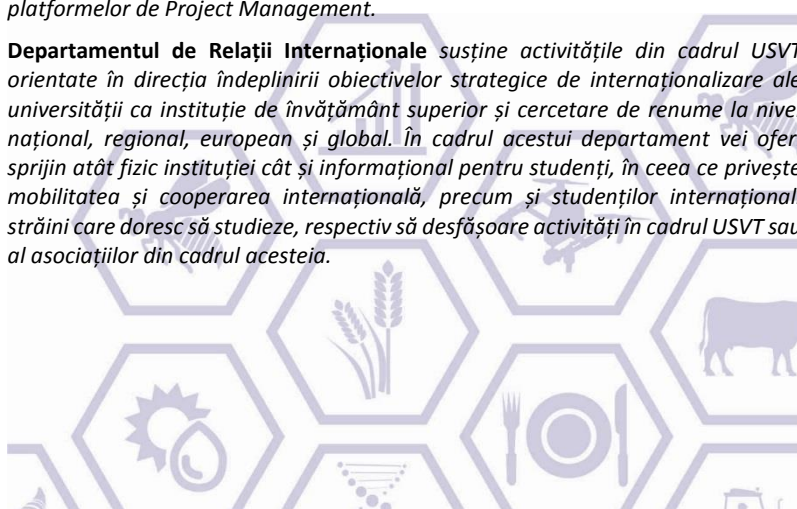 platformelor de Project Management.
Departamentul de Relații Internaționale susține activitățile din cadrul USVT
orientate în direcția îndeplinirii obiectivelor strategice de internaționalizare ale
universității ca instituție de învățământ superior și cercetare de renume la nivel
național, regional, european și global. În cadrul acestui departament vei oferi
sprijin atât fizic instituției cât și informațional pentru studenți, în ceea ce privește
mobilitatea și cooperarea internațională, precum și studenților internaționali
străini care doresc să studieze, respectiv să desfășoare activități în cadrul USVT sau
al asociațiilor din cadrul acesteia.